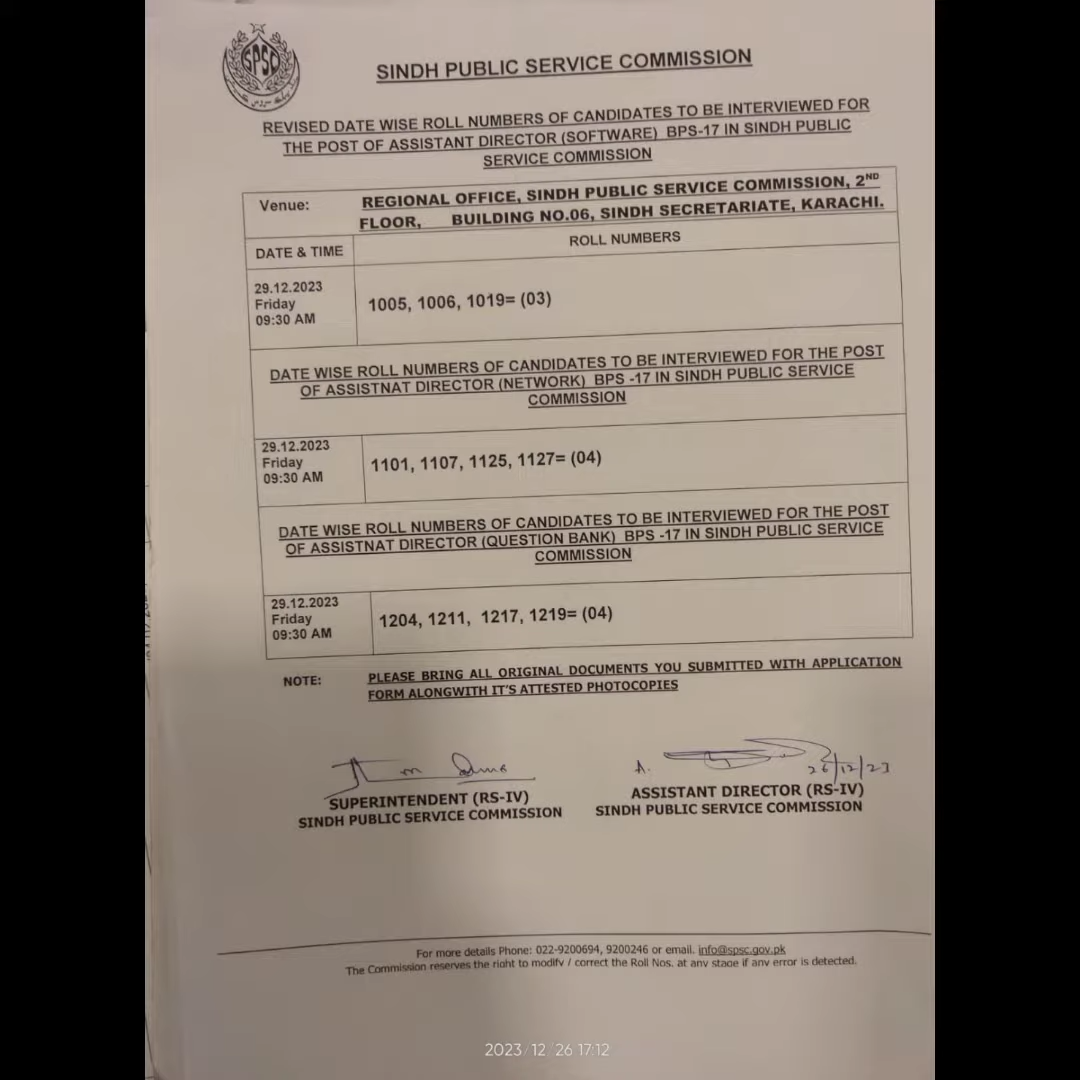 SPSC
SINDH PUBLIC SERVICE COMMISSION
REVISED DATE WISE ROLL NUMBERS OF CANDIDATES TO BE INTERVIEWED FOR
THE POST OF ASSISTANT DIRECTOR (SOFTWARE) BPS-17 IN SINDH PUBLIC
SERVICE COMMISSION
Venue: REGIONAL OFFICE, SINDH PUBLIC SERVICE COMMISSION, 2ND
FLOOR, BUILDING NO.06, SINDH SECRETARIATE, KARACHI.
DATE & TIME ROLL NUMBERS
29.12.2023
Friday
09:30 AM
1005, 1006, 1019= (03)
DATE WISE ROLL NUMBERS OF CANDIDATES TO BE INTERVIEWED FOR THE POST
OF ASSISTNAT DIRECTOR (NETWORK) BPS -17 IN SINDH PUBLIC SERVICE
COMMISSION
29.12.2023
Friday
09:30 AM
1101, 1107, 1125, 1127= (04)
DATE WISE ROLL NUMBERS OF CANDIDATES TO BE INTERVIEWED FOR THE POST
OF ASSISTNAT DIRECTOR (QUESTION BANK) BPS -17 IN SINDH PUBLIC SERVICE
COMMISSION
29.12.2023
Friday
09:30 AM
1204, 1211, 1217, 1219= (04)
NOTE: PLEASE BRING ALL ORIGINAL DOCUMENTS YOU SUBMITTED WITH APPLICATION
FORM ALONGWITH IT'S ATTESTED PHOTOCOPIES
26/12/23
SUPERINTENDENT (RS-IV)
SINDH PUBLIC SERVICE COMMISSION
ASSISTANT DIRECTOR (RS-IV)
SINDH PUBLIC SERVICE COMMISSION
For more details Phone: 022-9200694, 9200246 or email. info@spsc.gov.pk
The Commission reserves the right to modify / correct the Roll Nos. at any stage if any error is detected.
2023/12/26 17:12